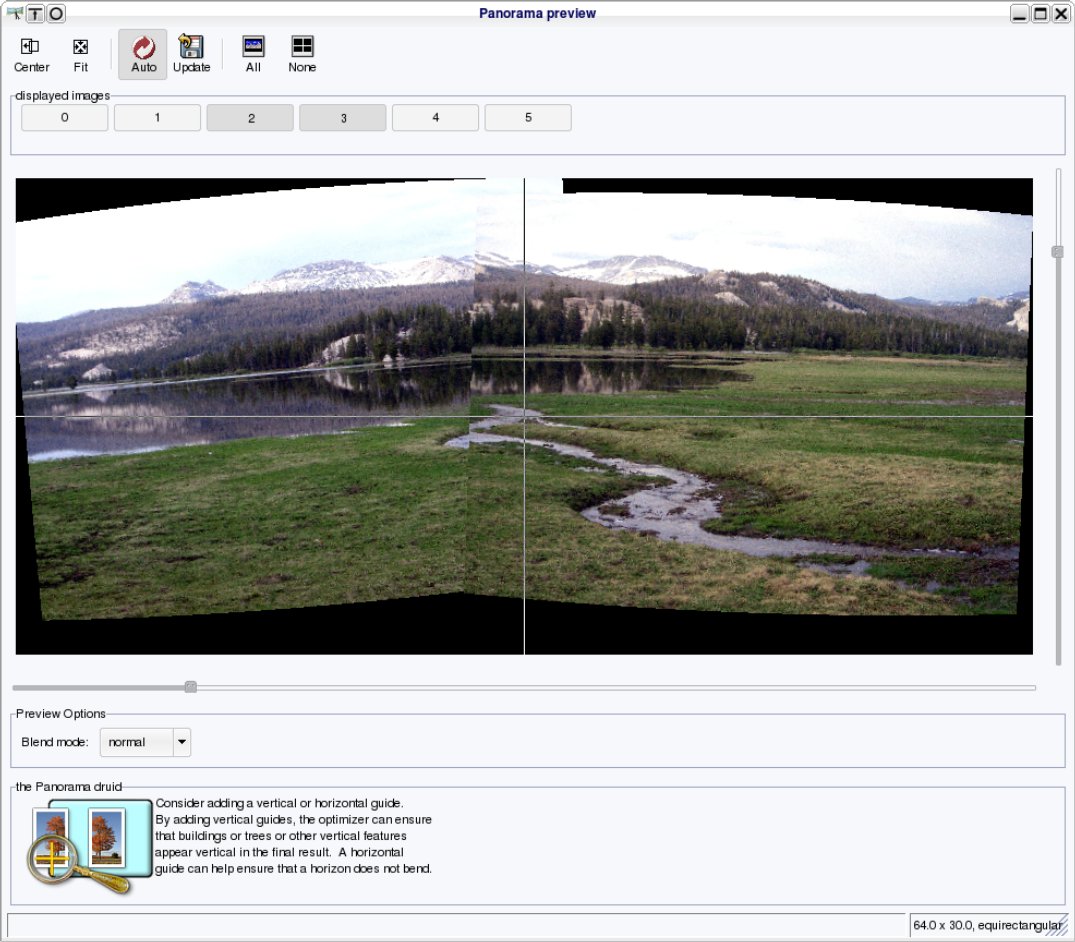 Panorama preview
Center Fit Auto Update All None
displayed images
0 1 2 3 4 5
Preview Options
Blend mode: normal
the Panorama druid
Consider adding a vertical or horizontal guide.
By adding vertical guides, the optimizer can ensure
that buildings or trees or other vertical features
appear vertical in the final result. A horizontal
guide can help ensure that a horizon does not bend.
64.0 x 30.0, equirectangular